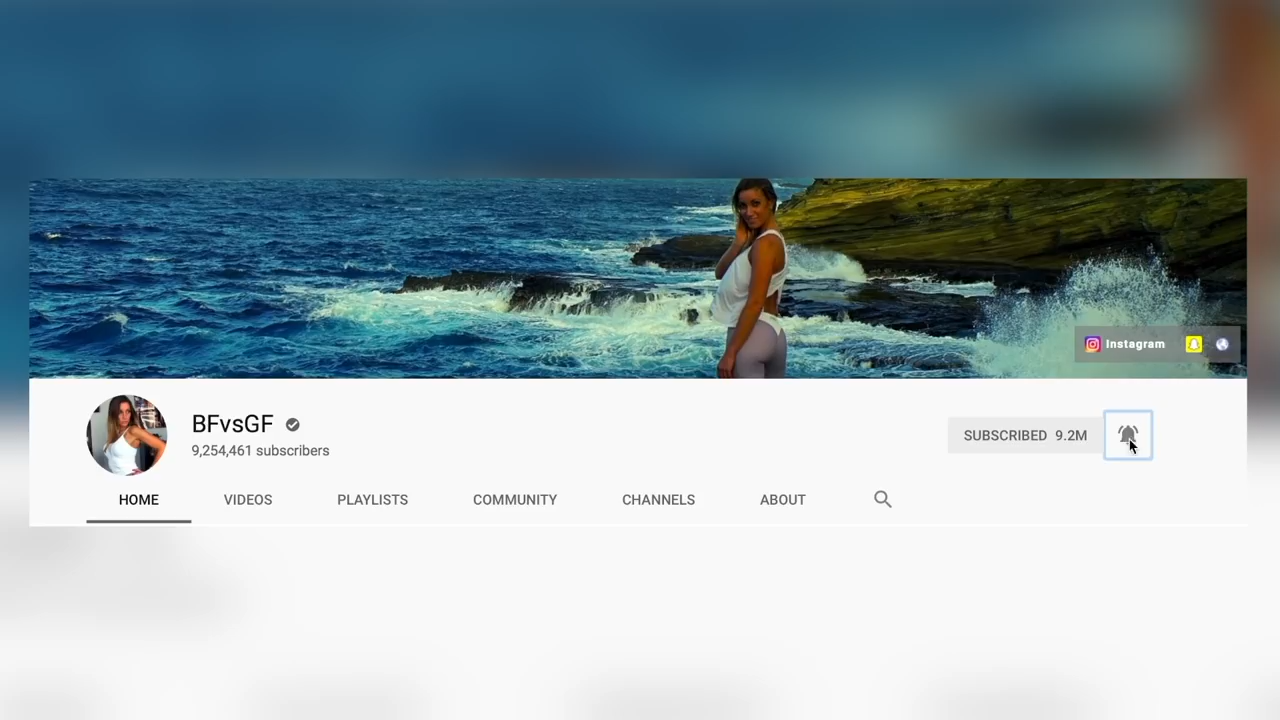 Instagram
BFvsGF
9,254,461 subscribers
SUBSCRIBED 9.2M
HOME VIDEOS PLAYLISTS COMMUNITY CHANNELS ABOUT